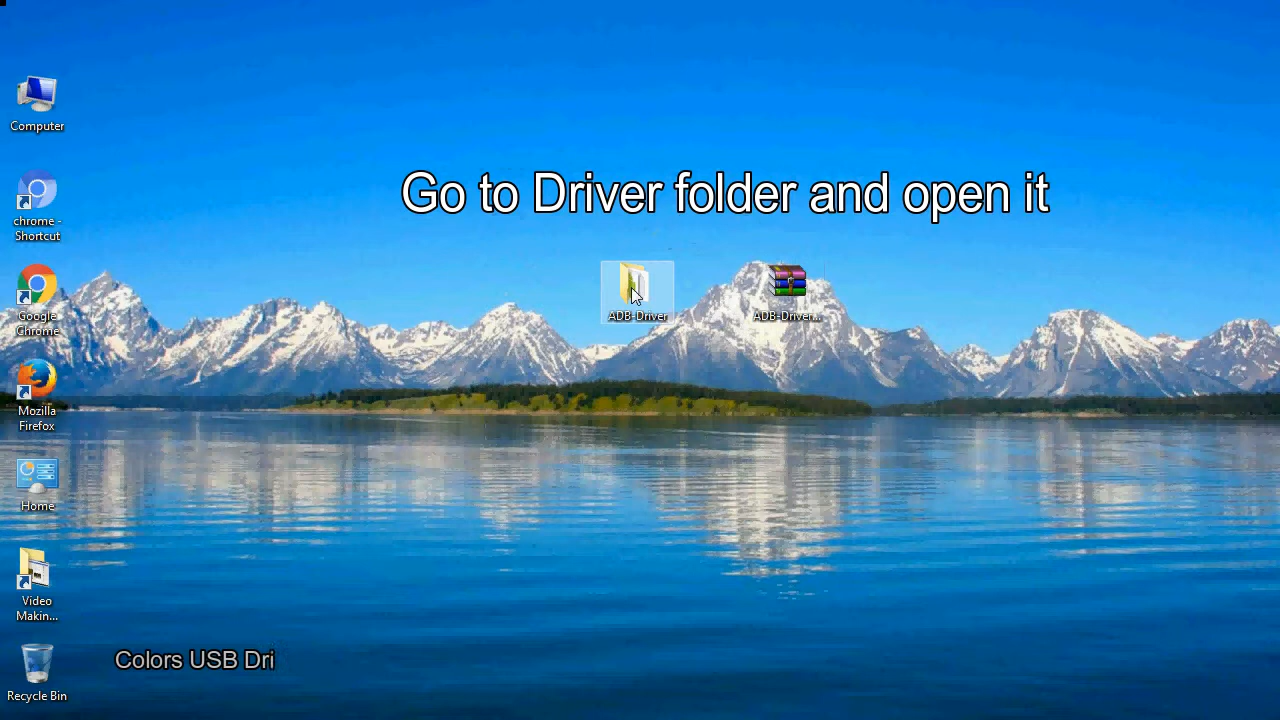 Computer
chrome -
Shortcut
Google
Chrome
Mozilla
Firefox
Home
Video
Makin...
Recycle Bin
Go to Driver folder and open it
ADB-Driver
ADB-Driver...
Colors USB Dri